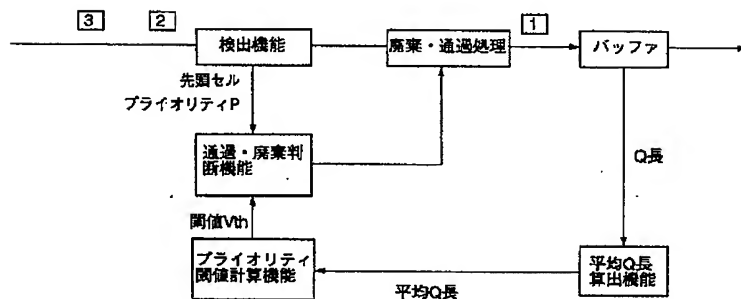 3
2
1
検出機能
廃棄・通過処理
バッファ
先頭セル
プライオリティP
通過・廃棄判
断機能
Q長
閾値Vth
プライオリティ
閾値計算機能
平均Q長
算出機能
平均Q長